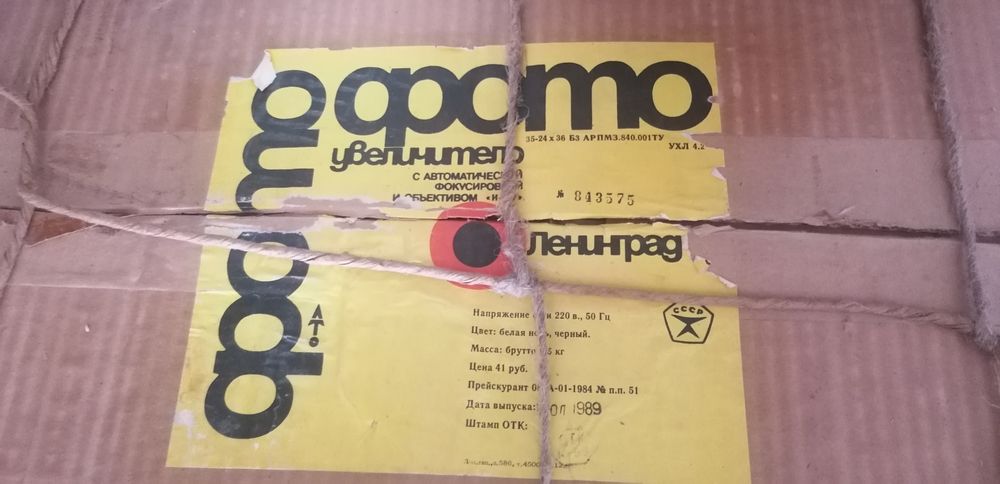 фото
фото
увеличитель
35-24 x 36 БЗ АРПМЗ.840.001ТУ
УХЛ 4.2
С АВТОМАТИЧЕСКОЙ
ФОКУСИРОВКОЙ
И ОБЪЕКТИВОМ
№ 843575
Ленинград
АТО
Напряжение 220 в., 50 Гц
СССР
Цвет: белая черный.
Масса: брутто кг
Цена 41 руб.
Прейскурант А-01-1984 № п.п. 51
Дата выпуска: 1989
Штамп ОТК: